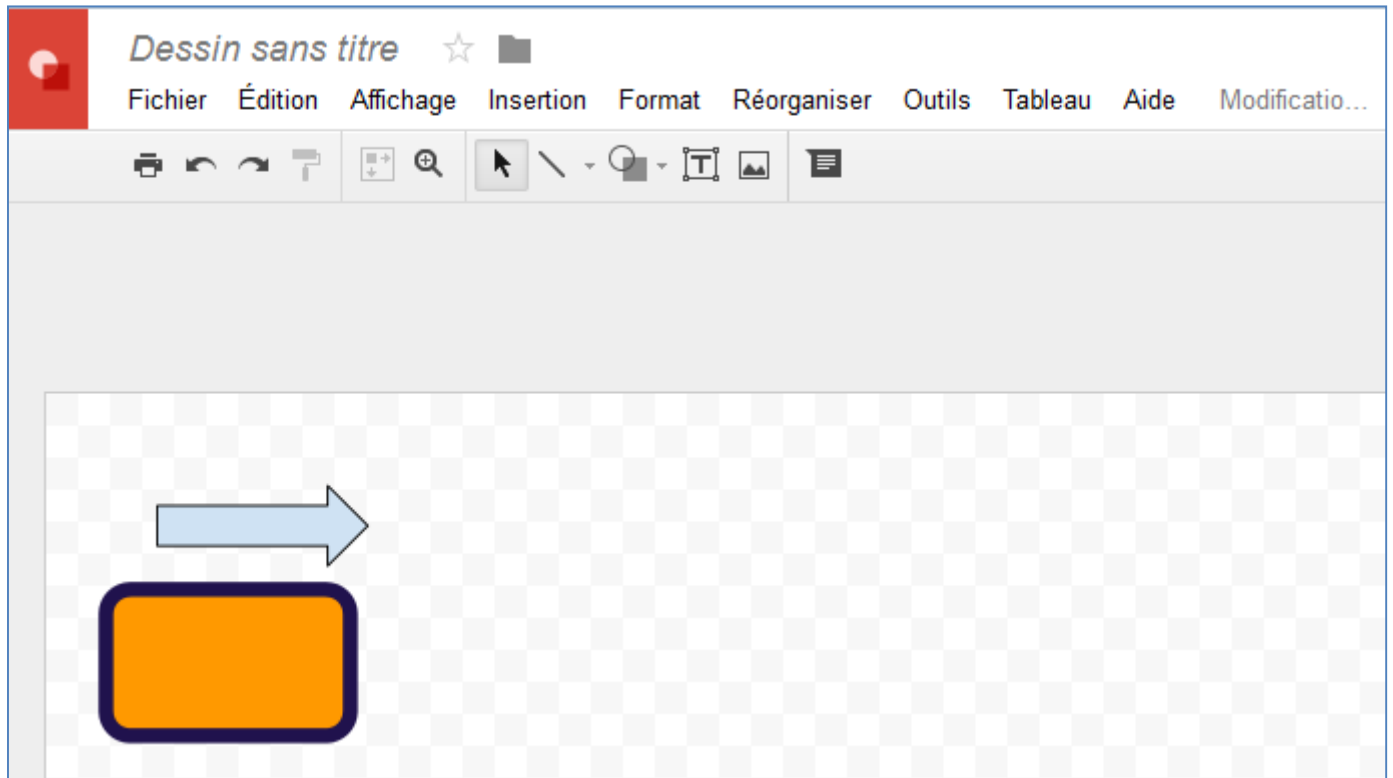 Dessin sans titre
Fichier Édition Affichage Insertion Format Réorganiser Outils Tableau Aide Modificatio...
T